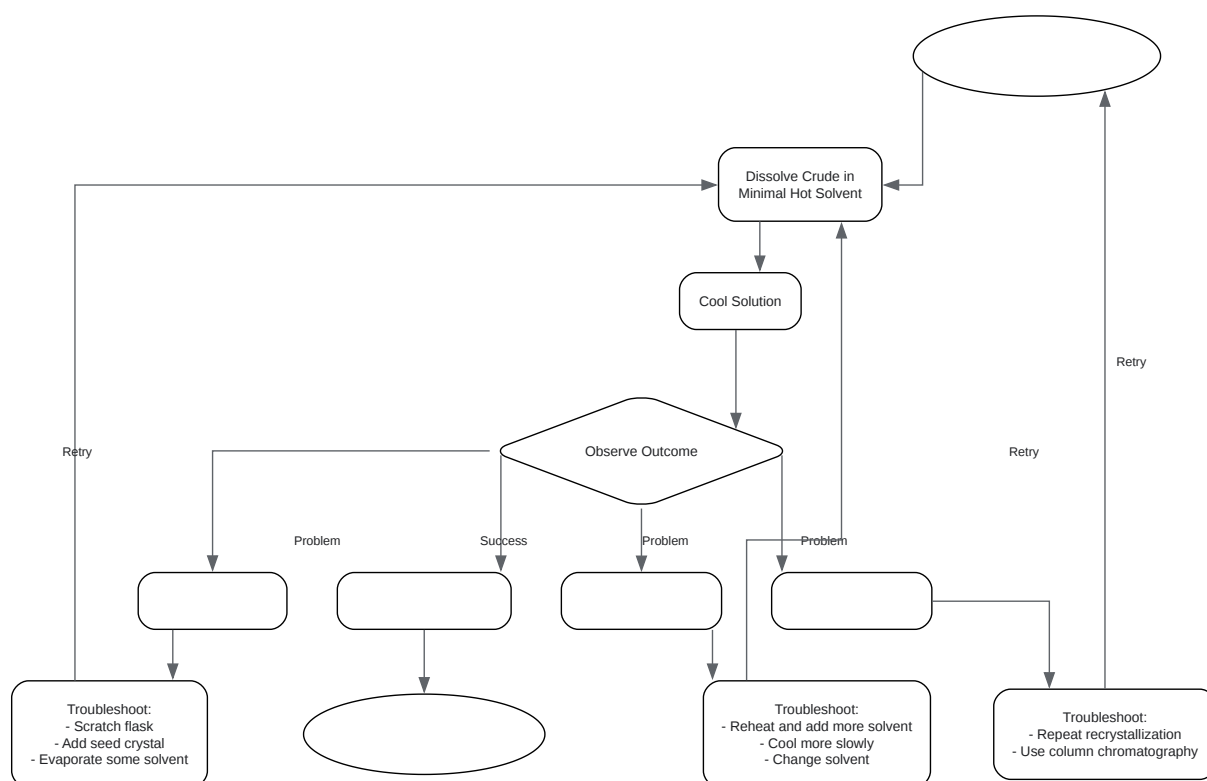 Dissolve Crude in
Minimal Hot Solvent
Cool Solution
Retry
Observe Outcome
Retry
Retry
Problem
Success
Problem
Problem
Troubleshoot:
- Scratch flask
- Add seed crystal
- Evaporate some solvent
Troubleshoot:
- Reheat and add more solvent
- Cool more slowly
- Change solvent
Troubleshoot:
- Repeat recrystallization
- Use column chromatography